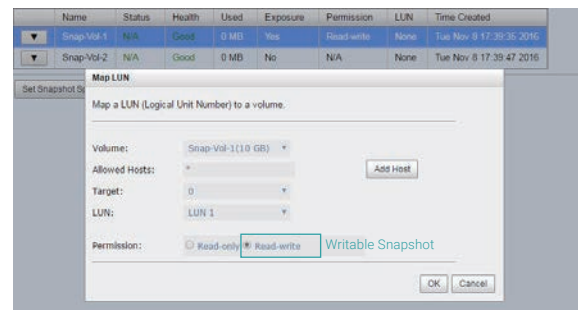 Name Status Health Used Exposure Permission LUN Time Created
Snap-Vol-1 N/A Good 0 MB Yes Read-write None Tue Nov 8 17:39:35 2016
Snap-Vol-2 N/A Good 0 MB No N/A None Tue Nov 8 17:39:47 2016
Set Snapshot
Map LUN
Map a LUN (Logical Unit Number) to a volume.
Volume: Snap-Vol-1(10 GB)
Allowed Hosts: * Add Host
Target: 0
LUN: LUN 1
Permission: Read-only Read-write Writable Snapshot
OK Cancel